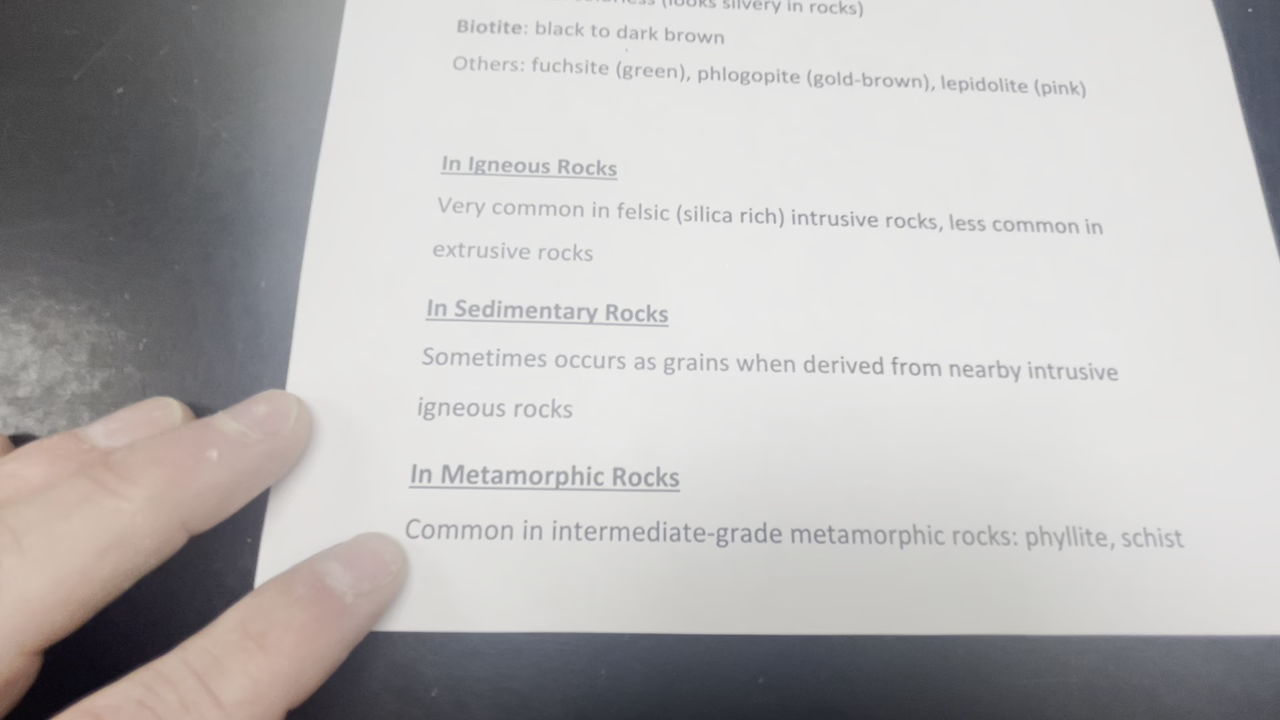 (looks silvery in rocks)
Biotite: black to dark brown
Others: fuchsite (green), phlogopite (gold-brown), lepidolite (pink)
In Igneous Rocks
Very common in felsic (silica rich) intrusive rocks, less common in
extrusive rocks
In Sedimentary Rocks
Sometimes occurs as grains when derived from nearby intrusive
igneous rocks
In Metamorphic Rocks
Common in intermediate-grade metamorphic rocks: phyllite, schist